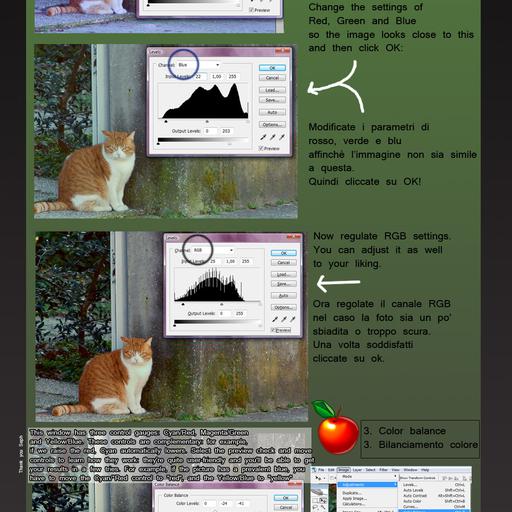 Preview
Change the settings of
Red, Green and Blue
so the image looks close to this
and then click OK:
Levels
Channel: Blue
Input Levels: 22 1,00 255
Output Levels: 0 203
OK
Cancel
Load...
Save...
Auto
Options...
Preview
Modificate i parametri di
rosso, verde e blu
affinchè l'immagine non sia simile
a questa.
Quindi cliccate su OK!
Levels
Channel: RGB
Input Levels: 25 1,00 255
Output Levels: 0 255
OK
Cancel
Load...
Save...
Auto
Options...
Preview
Now regulate RGB settings.
You can adjust it as well
to your liking.
Ora regolate il canale RGB
nel caso la foto sia un po'
sbiadita o troppo scura.
Una volta soddisfatti
cliccate su ok.
This window has three control gauges: Cyan/Red, Magenta/Green
and Yellow/Blue. These controls are complementary: for example,
if we raise the red, Cyan automatically lowers. Select the preview check and move
controls to learn how they work: they're quite user-friendly and you'll be able to get
your results in a few tries. For example, if the picture has a prevalent blue, you
have to move the Cyan/Red control to "red", and the Yellow/Blue to "yellow"
Thank you Saph
3. Color balance
3. Bilanciamento colore
Color Balance
Color Balance
Color Levels: 0 -24 -41
OK
Image Layer Select Filter View Window Help
Mode
Adjustments
Duplicate...
Apply Image...
Calculations...
Levels...
Auto Levels
Auto Contrast
Auto Color
Curves...